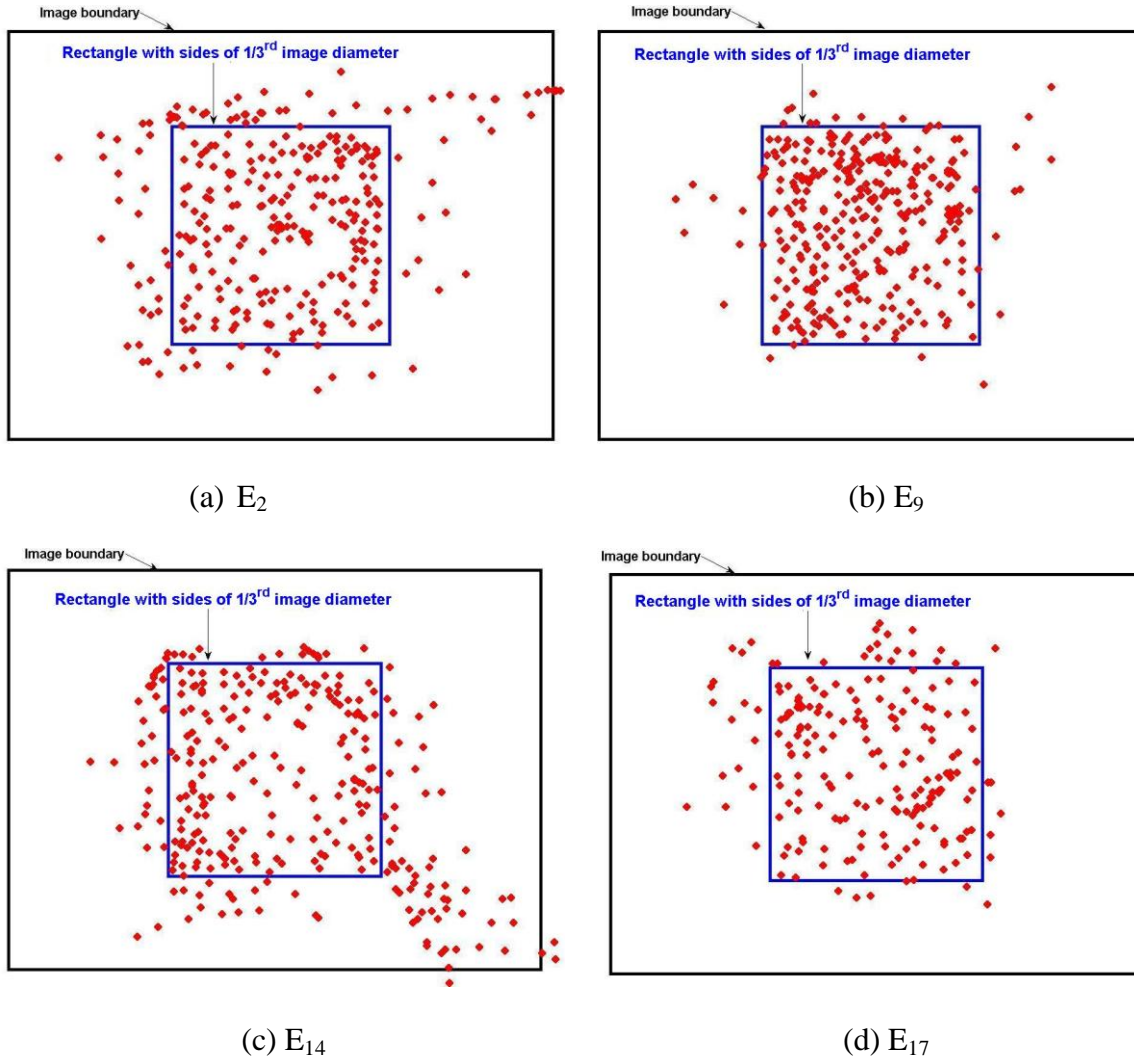 Image boundary
Rectangle with sides of 1/3rd image diameter
Image boundary
Rectangle with sides of 1/3rd image diameter
(a) E2
(b) E9
Image boundary
Rectangle with sides of 1/3rd image diameter
Image boundary
Rectangle with sides of 1/3rd image diameter
(c) E14
(d) E17